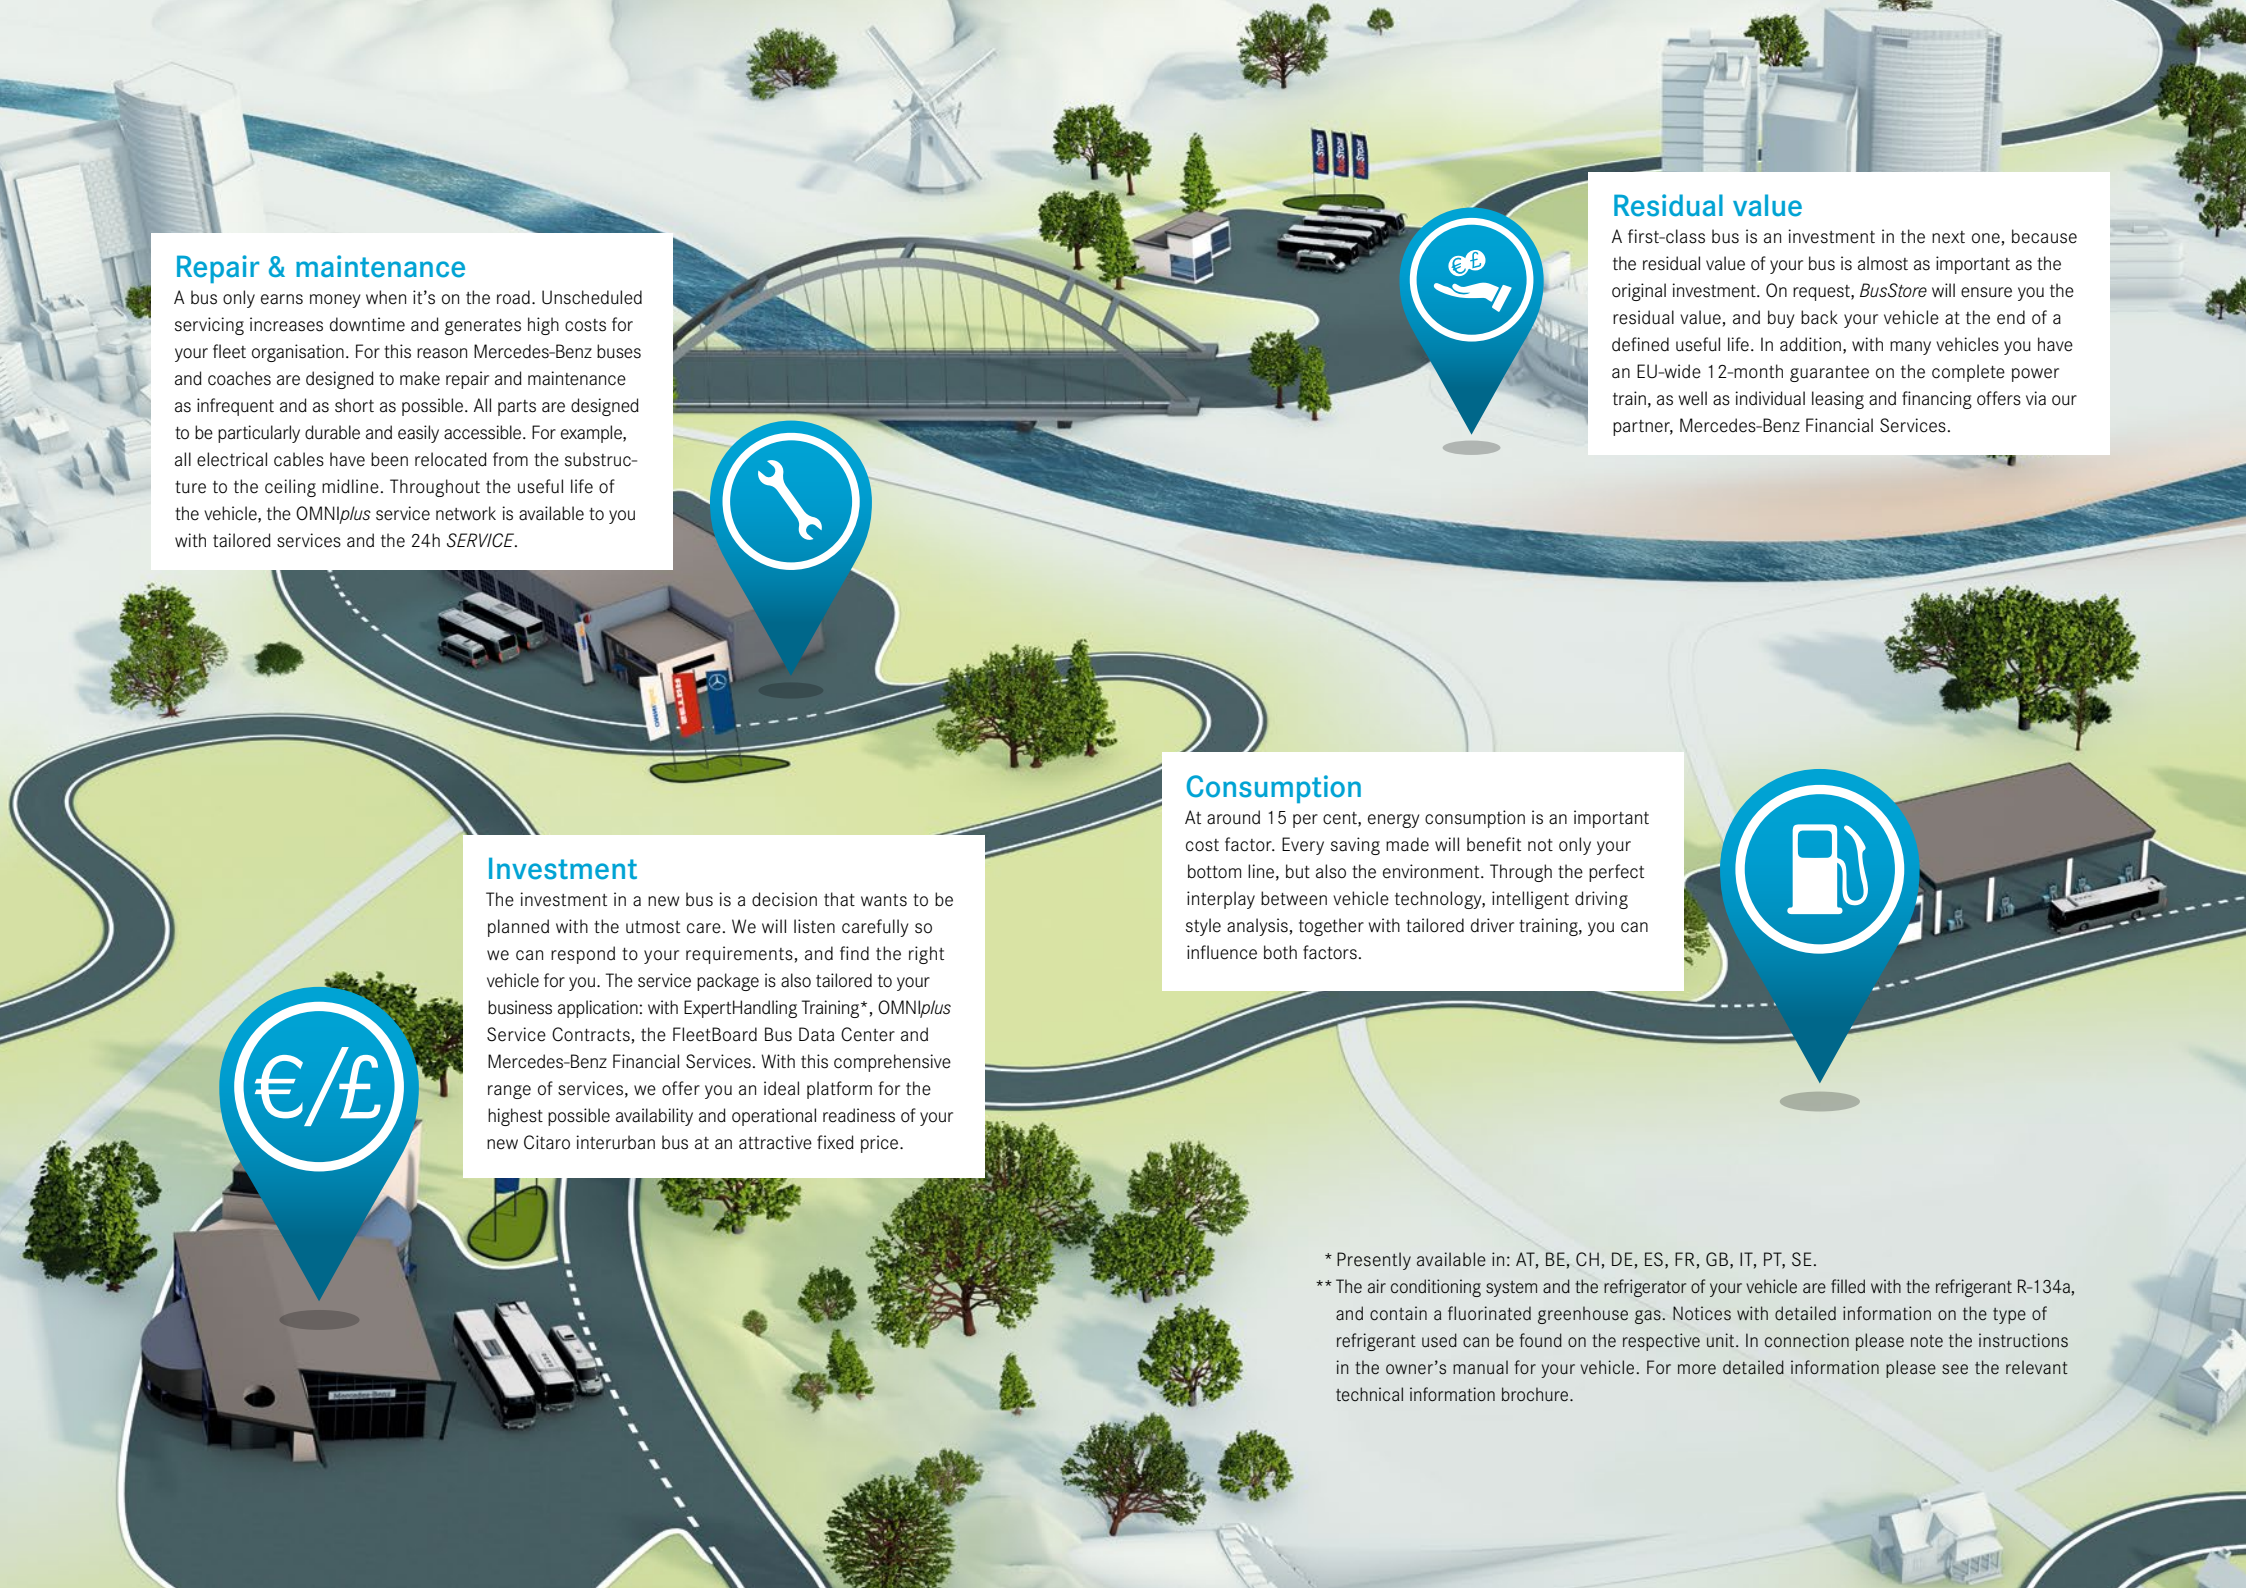 Repair & maintenance
A bus only earns money when it’s on the road. Unscheduled
servicing increases downtime and generates high costs for
your fleet organisation. For this reason Mercedes-Benz buses
and coaches are designed to make repair and maintenance
as infrequent and as short as possible. All parts are designed
to be particularly durable and easily accessible. For example,
all electrical cables have been relocated from the substruc-
ture to the ceiling midline. Throughout the useful life of
the vehicle, the OMNIplus service network is available to you
with tailored services and the 24h SERVICE.
BusStore
BusStore
BusStore
€ £
Residual value
A first-class bus is an investment in the next one, because
the residual value of your bus is almost as important as the
original investment. On request, BusStore will ensure you the
residual value, and buy back your vehicle at the end of a
defined useful life. In addition, with many vehicles you have
an EU-wide 12-month guarantee on the complete power
train, as well as individual leasing and financing offers via our
partner, Mercedes-Benz Financial Services.
SETRA
Investment
The investment in a new bus is a decision that wants to be
planned with the utmost care. We will listen carefully so
we can respond to your requirements, and find the right
vehicle for you. The service package is also tailored to your
business application: with ExpertHandling Training*, OMNIplus
Service Contracts, the FleetBoard Bus Data Center and
Mercedes-Benz Financial Services. With this comprehensive
range of services, we offer you an ideal platform for the
highest possible availability and operational readiness of your
new Citaro interurban bus at an attractive fixed price.
€/£
Mercedes-Benz
Consumption
At around 15 per cent, energy consumption is an important
cost factor. Every saving made will benefit not only your
bottom line, but also the environment. Through the perfect
interplay between vehicle technology, intelligent driving
style analysis, together with tailored driver training, you can
influence both factors.
* Presently available in: AT, BE, CH, DE, ES, FR, GB, IT, PT, SE.
** The air conditioning system and the refrigerator of your vehicle are filled with the refrigerant R-134a,
and contain a fluorinated greenhouse gas. Notices with detailed information on the type of
refrigerant used can be found on the respective unit. In connection please note the instructions
in the owner’s manual for your vehicle. For more detailed information please see the relevant
technical information brochure.